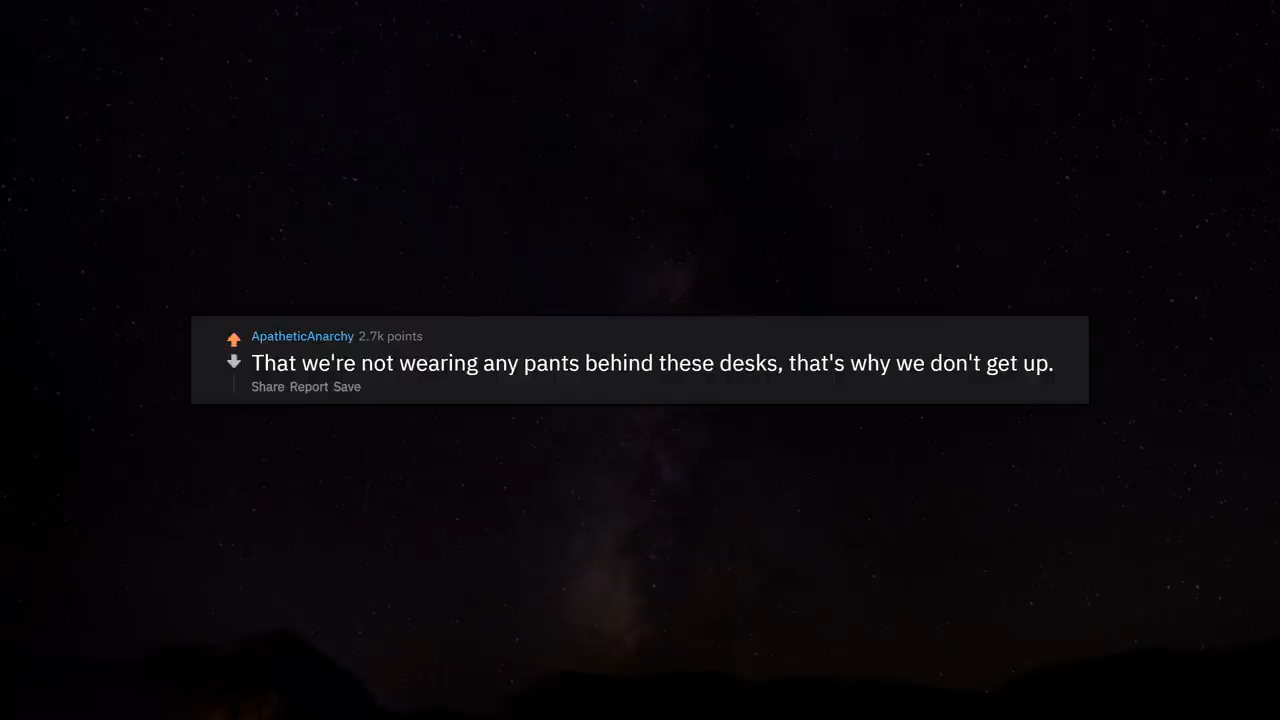 ApatheticAnarchy 2.7k points
That we're not wearing any pants behind these desks, that's why we don't get up.
Share Report Save